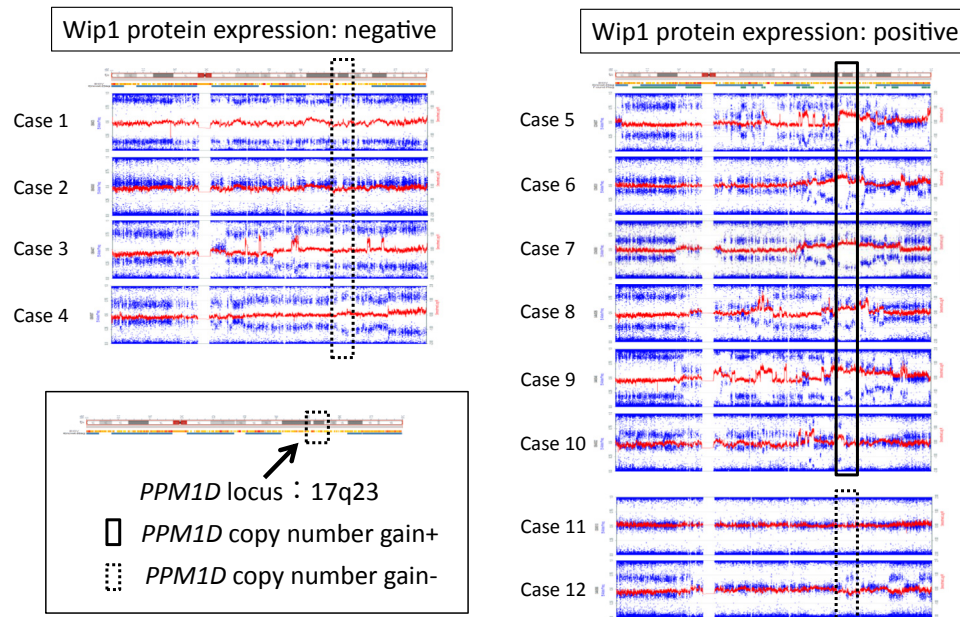 Wip1 protein expression: negative
Case 1
Case 2
Case 3
Case 4
PPM1D locus：17q23
PPM1D copy number gain+
PPM1D copy number gain-
Wip1 protein expression: positive
Case 5
Case 6
Case 7
Case 8
Case 9
Case 10
Case 11
Case 12